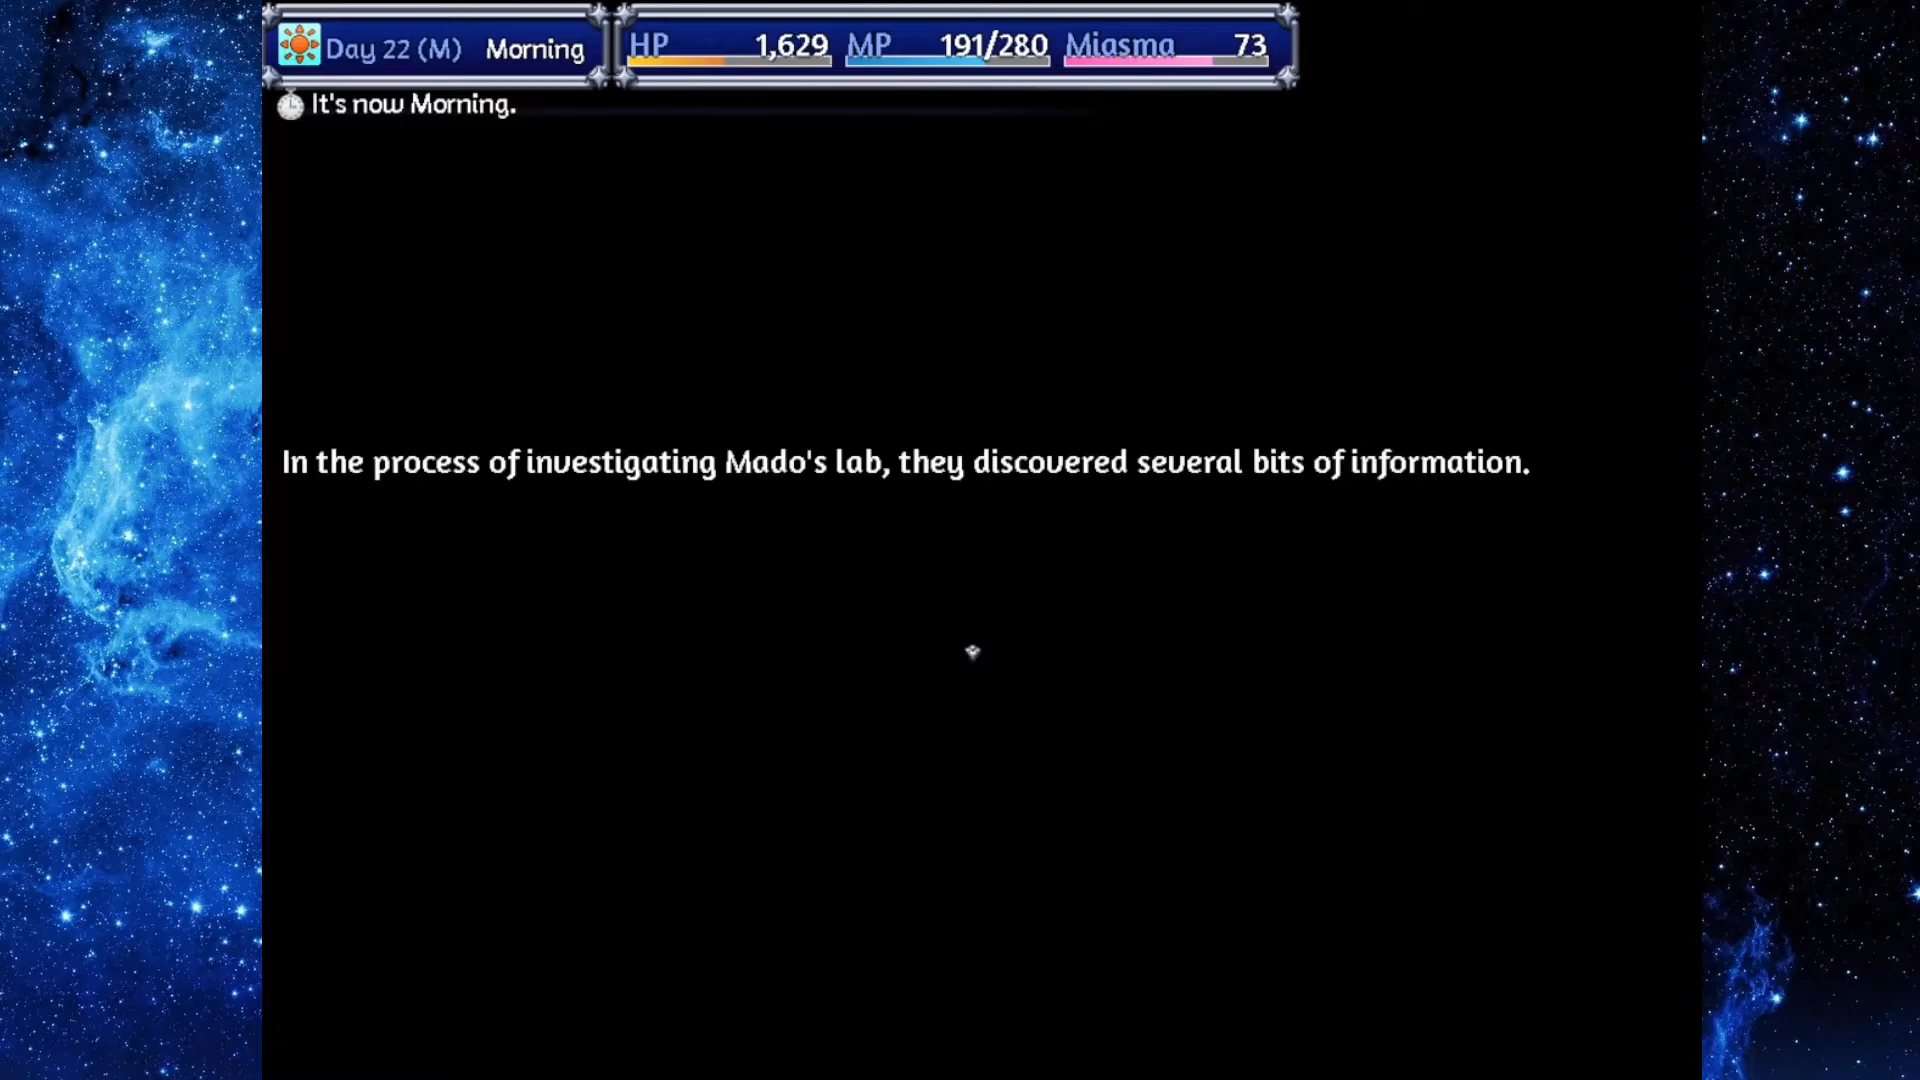 Day 22 (M) Morning HP 1,629 MP 191/280 Miasma 73
It's now Morning.
In the process of investigating Mado's lab, they discovered several bits of information.